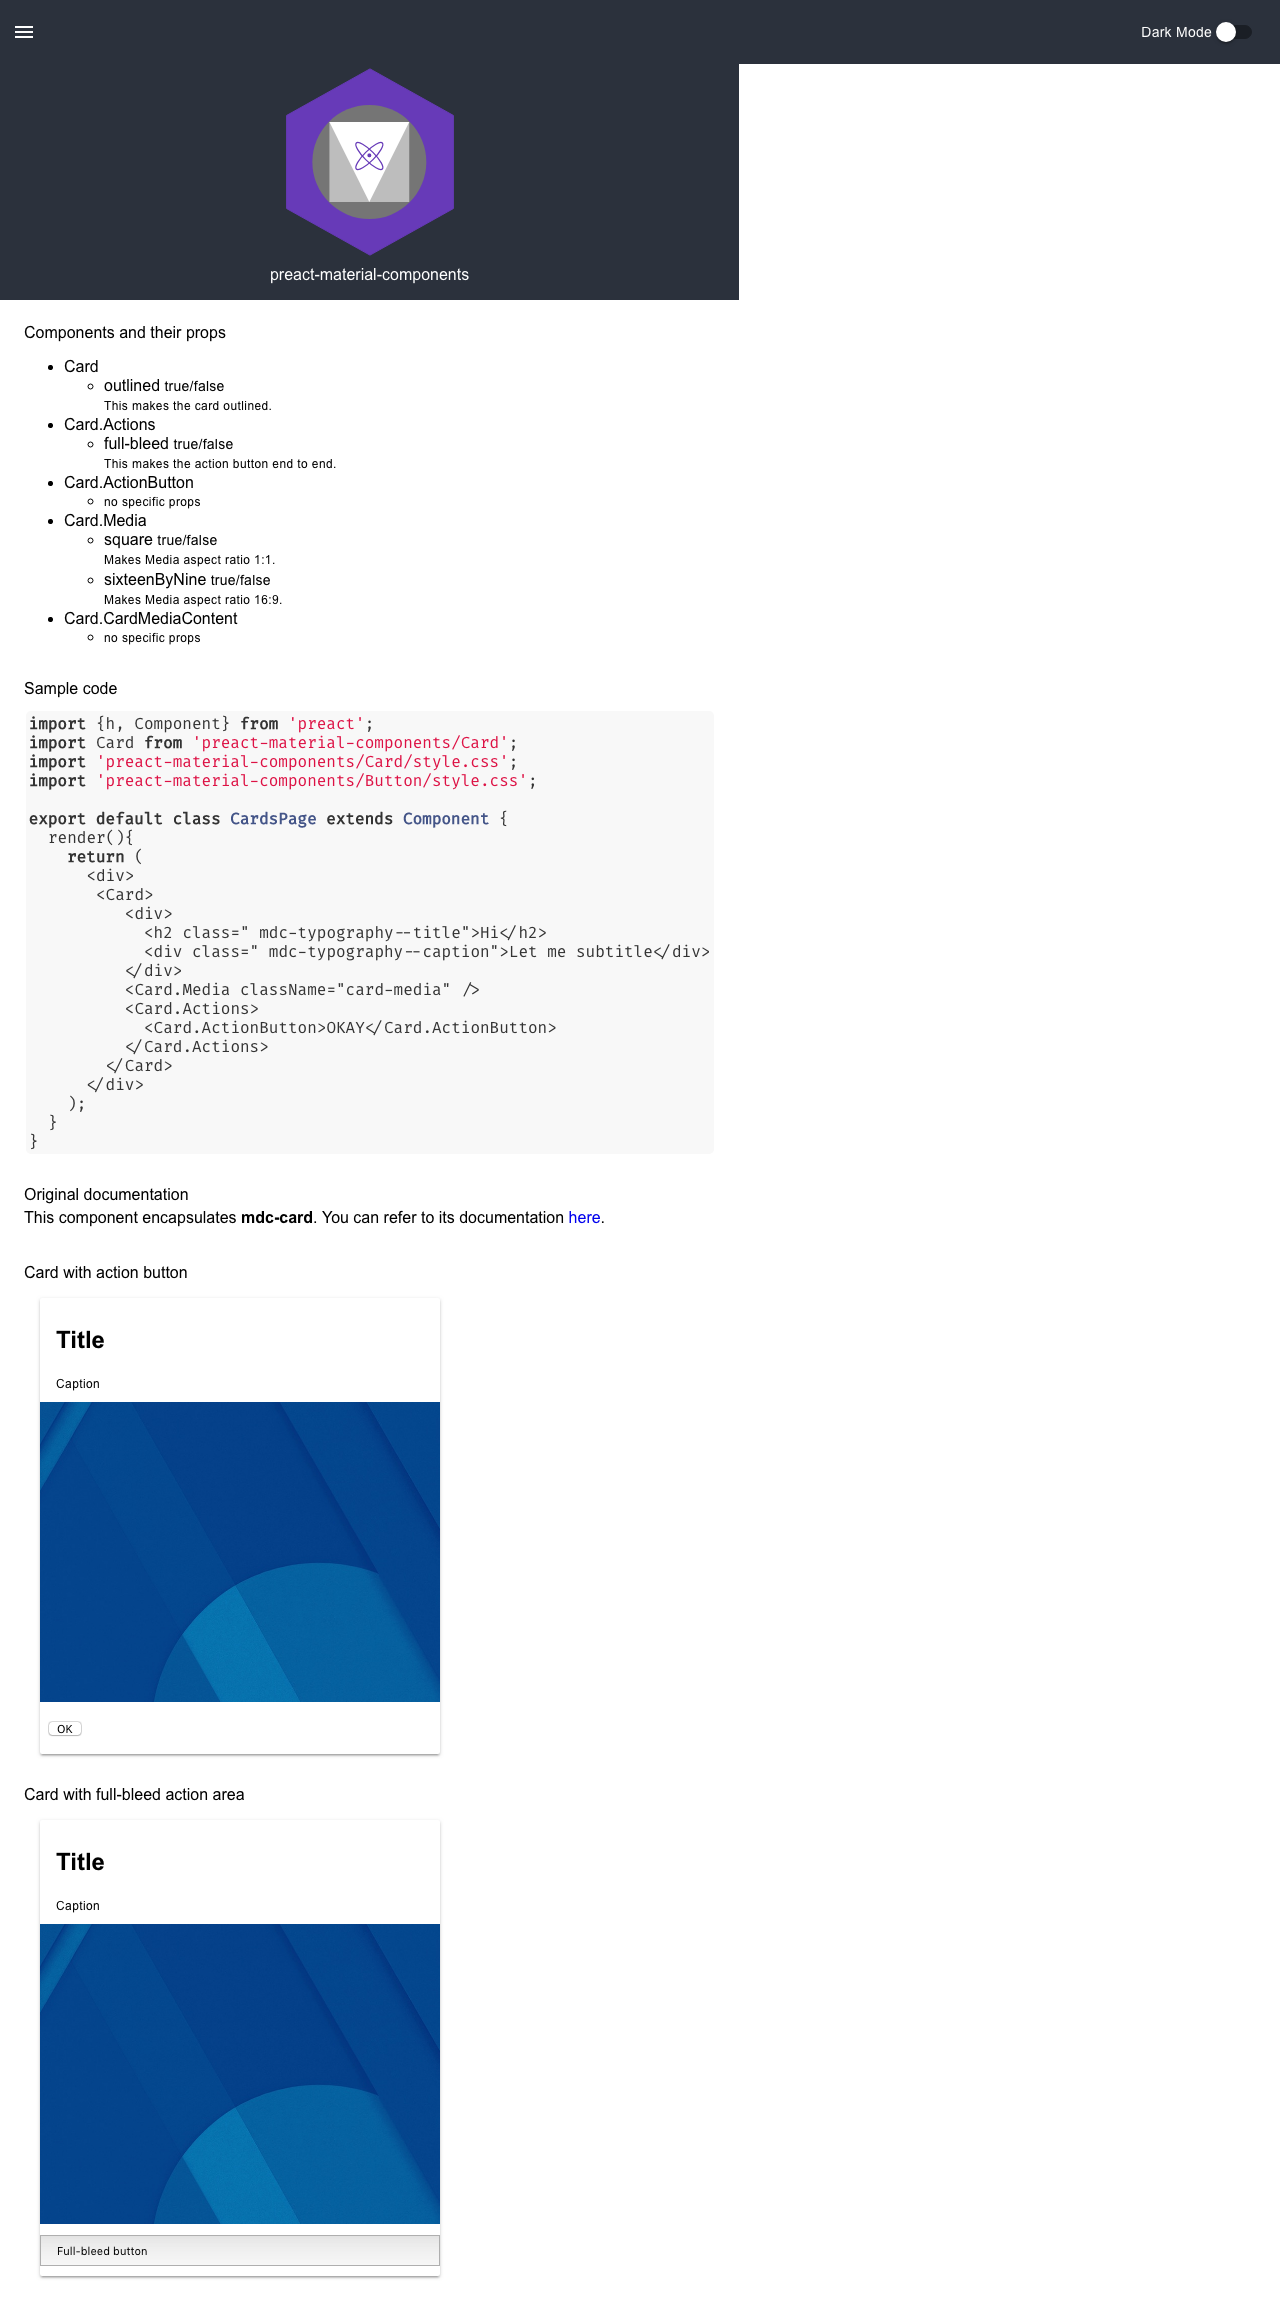 Dark Mode
preact-material-components
Components and their props
Card
outlined true/false
This makes the card outlined.
Card.Actions
full-bleed true/false
This makes the action button end to end.
Card.ActionButton
no specific props
Card.Media
square true/false
Makes Media aspect ratio 1:1.
sixteenByNine true/false
Makes Media aspect ratio 16:9.
Card.CardMediaContent
no specific props
Sample code
import {h, Component} from 'preact';
import Card from 'preact-material-components/Card';
import 'preact-material-components/Card/style.css';
import 'preact-material-components/Button/style.css';
export default class CardsPage extends Component {
  render(){
    return (
      <div>
       <Card>
          <div>
            <h2 class=" mdc-typography--title">Hi</h2>
            <div class=" mdc-typography--caption">Let me subtitle</div>
          </div>
          <Card.Media className="card-media" />
          <Card.Actions>
            <Card.ActionButton>OKAY</Card.ActionButton>
          </Card.Actions>
        </Card>
      </div>
    );
  }
}
Original documentation
This component encapsulates mdc-card. You can refer to its documentation here.
Card with action button
Title
Caption
OK
Card with full-bleed action area
Title
Caption
Full-bleed button